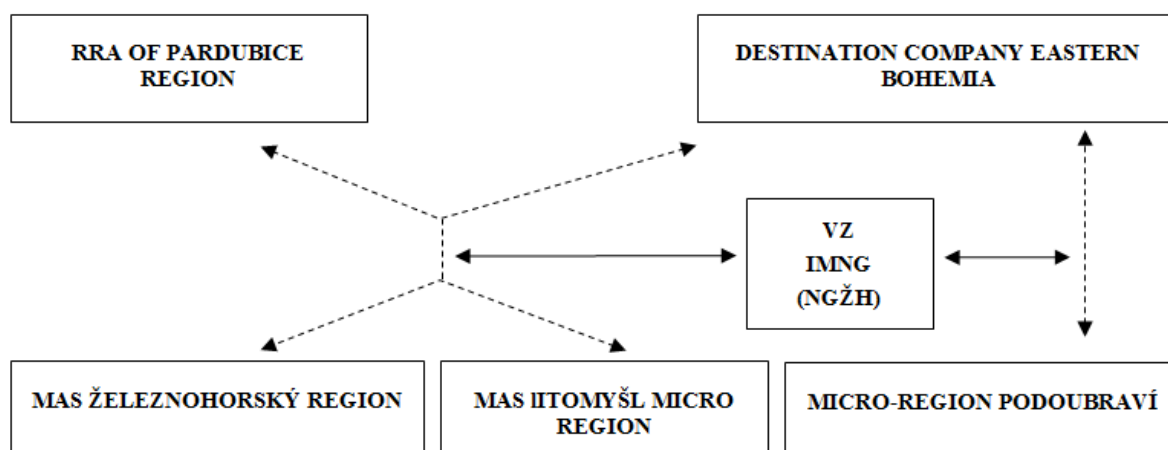 RRA OF PARDUBICE
REGION
DESTINATION COMPANY EASTERN
BOHEMIA
VZ
IMNG
(NGŽH)
MAS ŽELEZNOHORSKÝ REGION
MAS lITOMYŠL MICRO
REGION
MICRO-REGION PODOUBRAVÍ